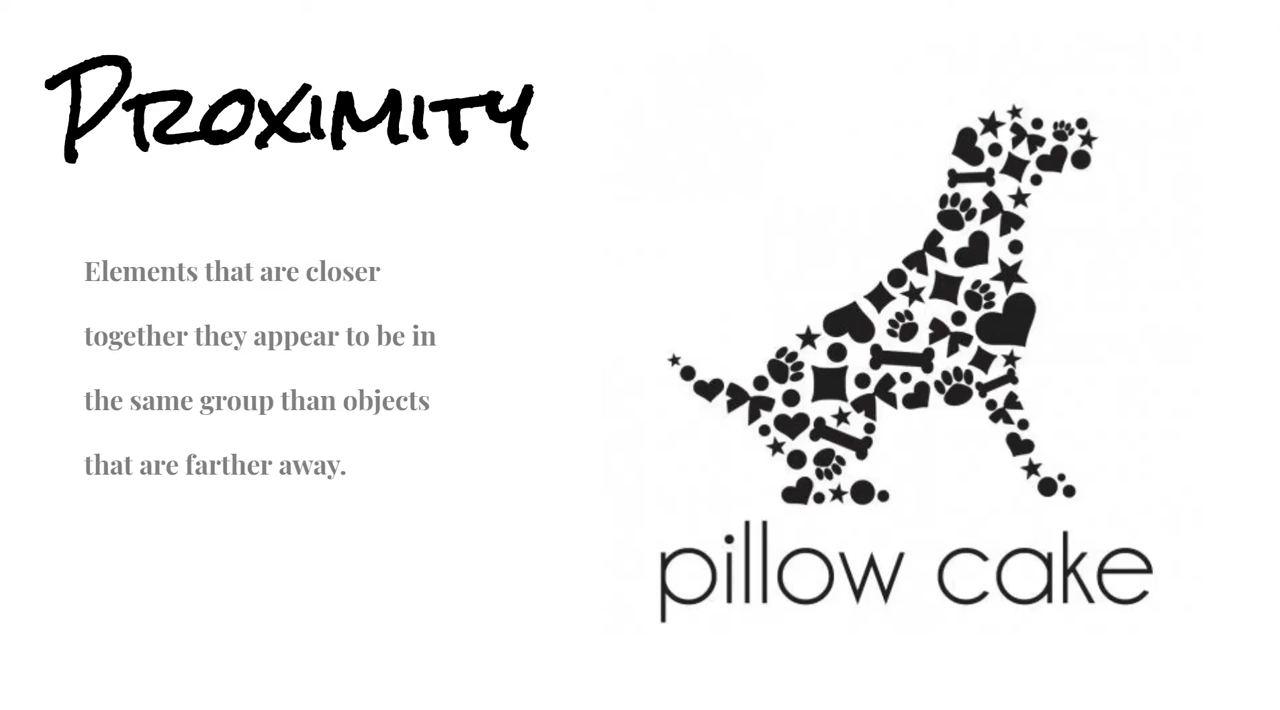 Proximity
Elements that are closer
together they appear to be in
the same group than objects
that are farther away.
pillow cake